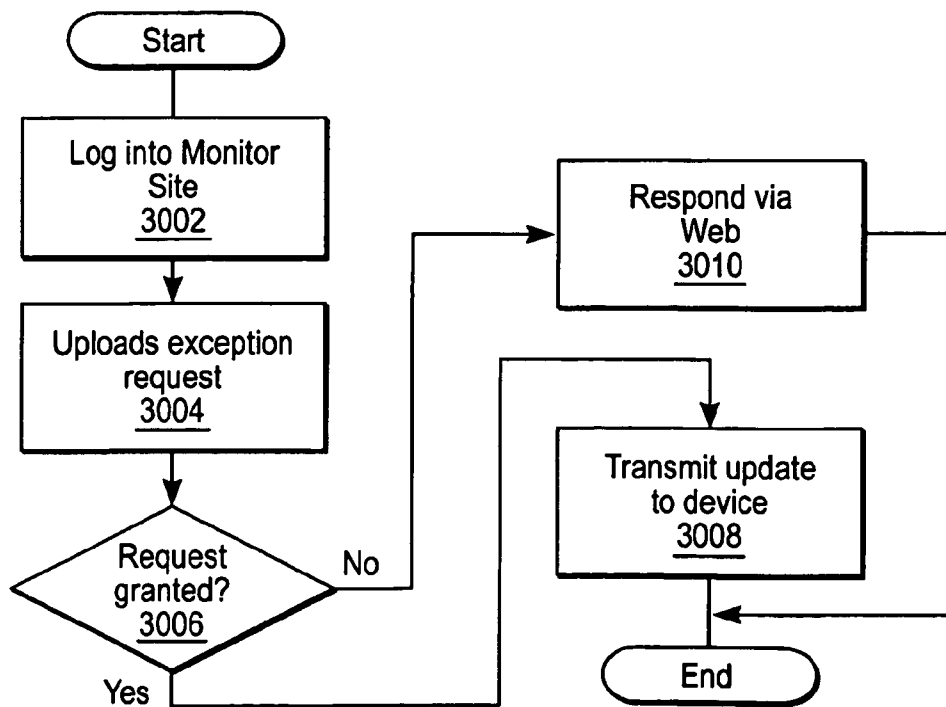 Start
Log into Monitor
Site
3002
Uploads exception
request
3004
Request
granted?
3006
No
Yes
Respond via
Web
3010
Transmit update
to device
3008
End